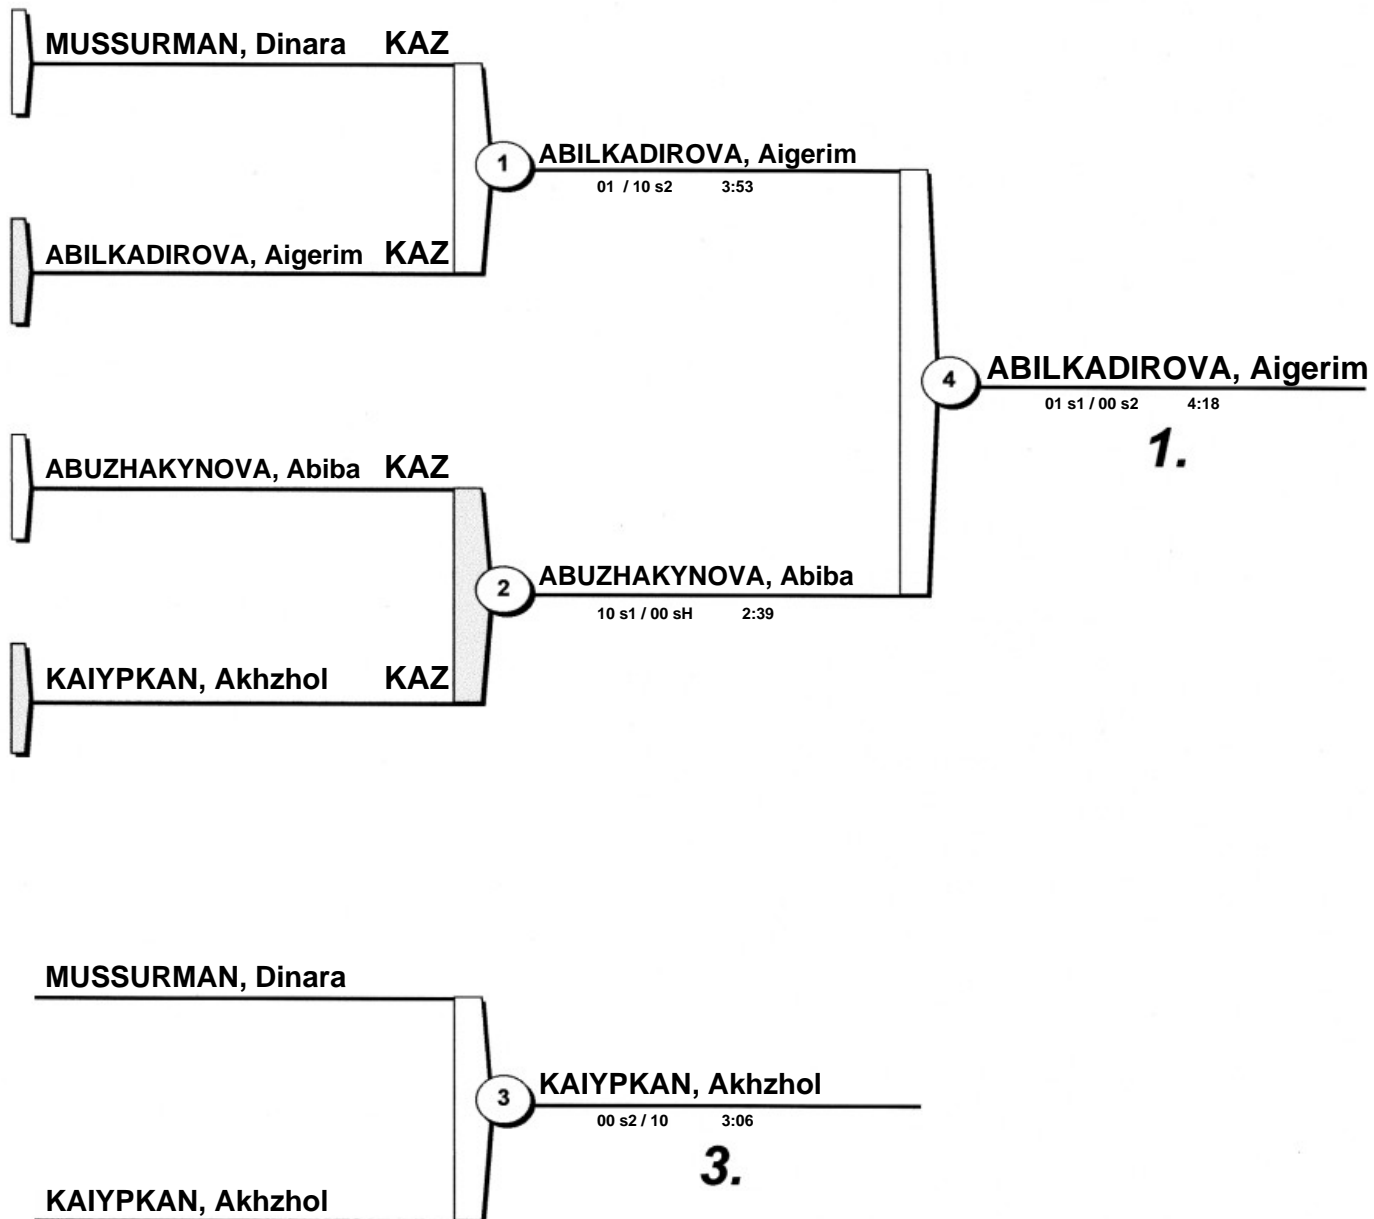 MUSSURMAN, Dinara KAZ
1
ABILKADIROVA, Aigerim
01 / 10 s2 3:53
ABILKADIROVA, Aigerim KAZ
4
ABILKADIROVA, Aigerim
01 s1 / 00 s2 4:18
1.
ABUZHAKYNOVA, Abiba KAZ
2
ABUZHAKYNOVA, Abiba
10 s1 / 00 sH 2:39
KAIYPKAN, Akhzhol KAZ
MUSSURMAN, Dinara
3
KAIYPKAN, Akhzhol
00 s2 / 10 3:06
3.
KAIYPKAN, Akhzhol